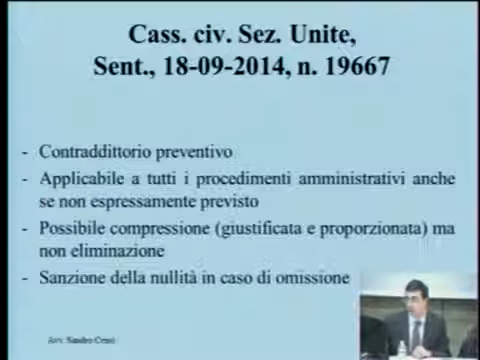 Cass. civ. Sez. Unite,
Sent., 18-09-2014, n. 19667
- Contraddittorio preventivo
- Applicabile a tutti i procedimenti amministrativi anche
se non espressamente previsto
- Possibile compressione (giustificata e proporzionata) ma
non eliminazione
- Sanzione della nullità in caso di omissione
Avv. Sandro